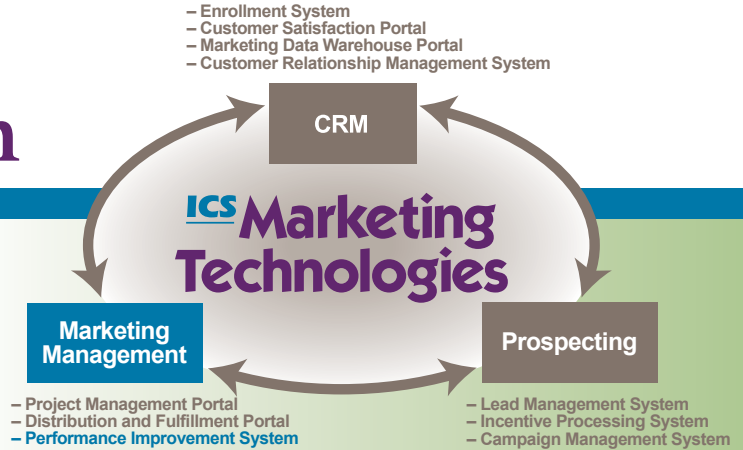 – Enrollment System
– Customer Satisfaction Portal
– Marketing Data Warehouse Portal
– Customer Relationship Management System
n
CRM
ICS Marketing
Technologies
Marketing
Management
Prospecting
– Project Management Portal
– Distribution and Fulfillment Portal
– Performance Improvement System
– Lead Management System
– Incentive Processing System
– Campaign Management System